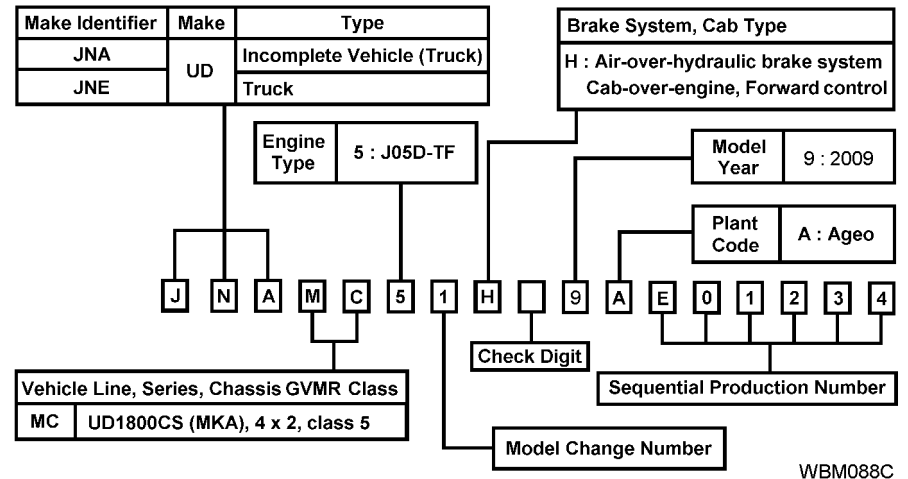 Make Identifier Make Type
JNA UD Incomplete Vehicle (Truck)
JNE Truck
Brake System, Cab Type
H : Air-over-hydraulic brake system
Cab-over-engine, Forward control
Engine Type 5 : J05D-TF
Model Year 9 : 2009
Plant Code A : Ageo
J N A M C 5 1 H 9 A E 0 1 2 3 4
Check Digit
Vehicle Line, Series, Chassis GVMR Class
MC UD1800CS (MKA), 4 x 2, class 5
Sequential Production Number
Model Change Number
WBM088C